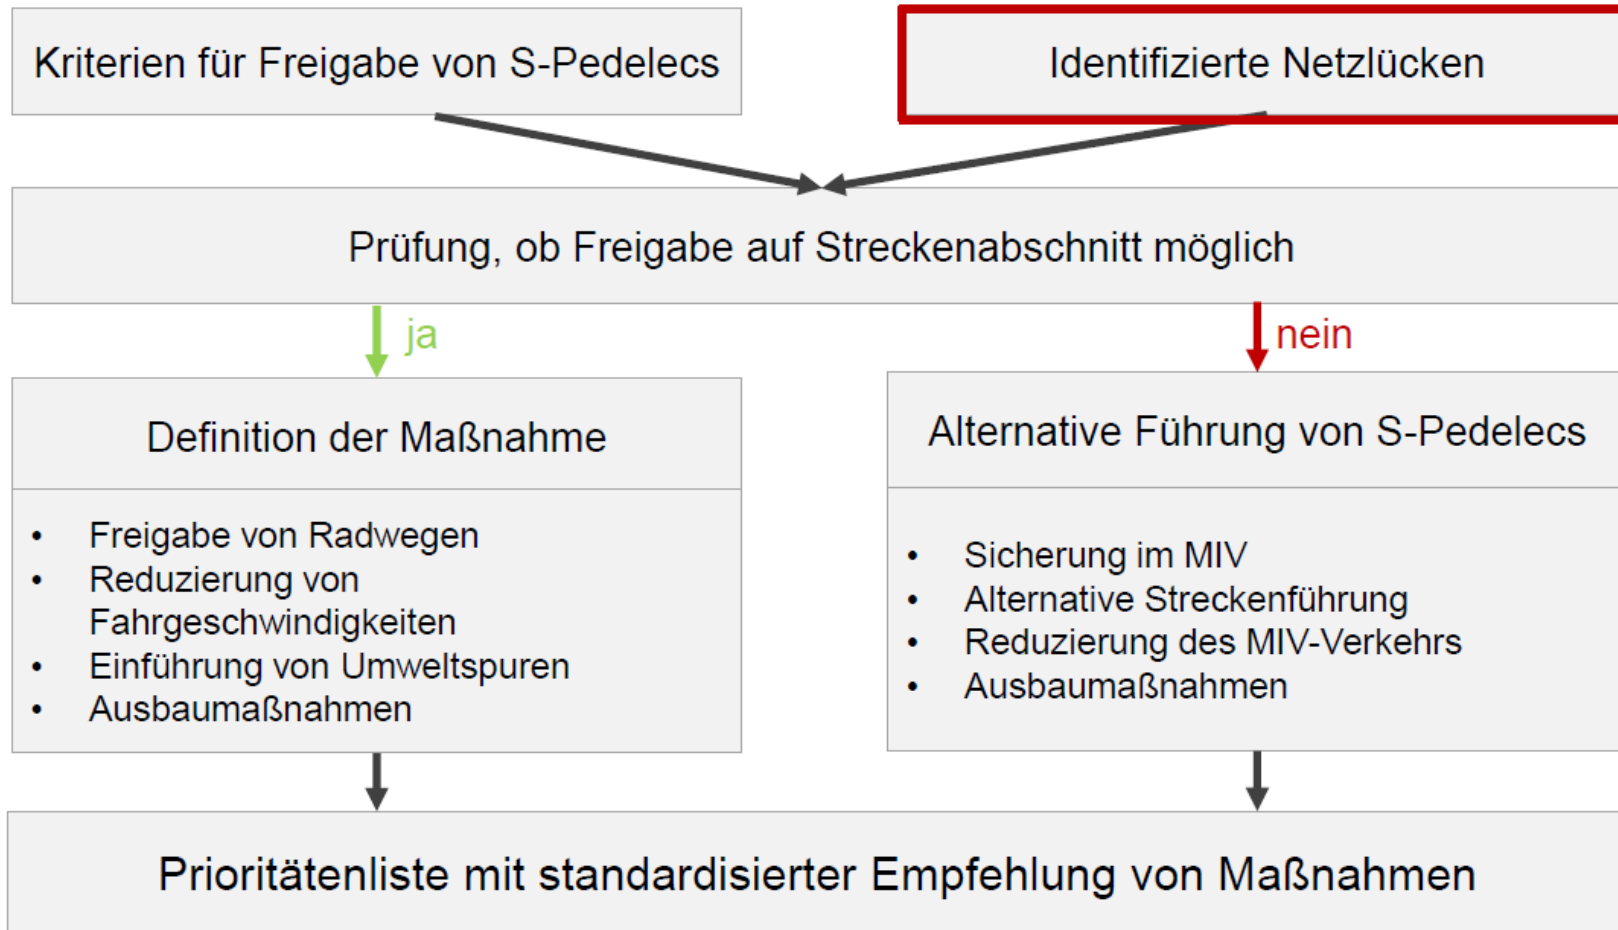 Kriterien für Freigabe von S-Pedelecs
Identifizierte Netzlücken
Prüfung, ob Freigabe auf Streckenabschnitt möglich
ja
nein
Definition der Maßnahme
• Freigabe von Radwegen
• Reduzierung von
Fahrgeschwindigkeiten
• Einführung von Umweltspuren
• Ausbaumaßnahmen
Alternative Führung von S-Pedelecs
• Sicherung im MIV
• Alternative Streckenführung
• Reduzierung des MIV-Verkehrs
• Ausbaumaßnahmen
Prioritätenliste mit standardisierter Empfehlung von Maßnahmen